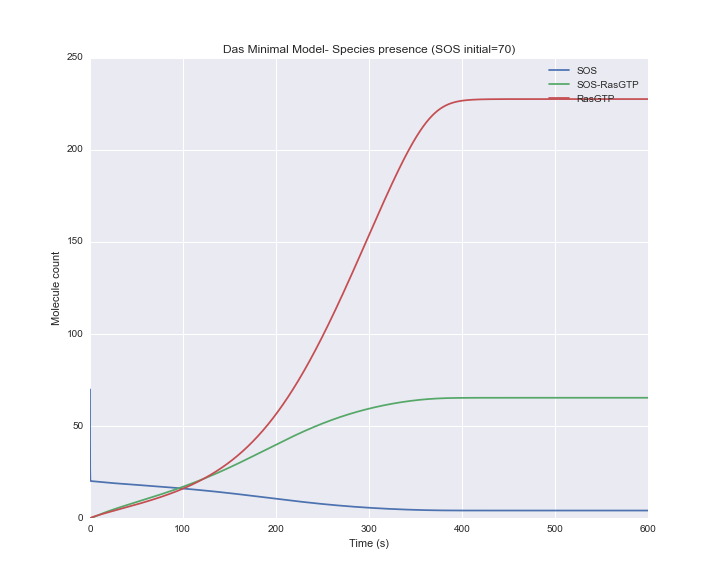 Das Minimal Model- Species presence (SOS initial=70)
250
200
150
100
50
0
Molecule count
SOS
SOS-RasGTP
RasGTP
0 100 200 300 400 500 600
Time (s)